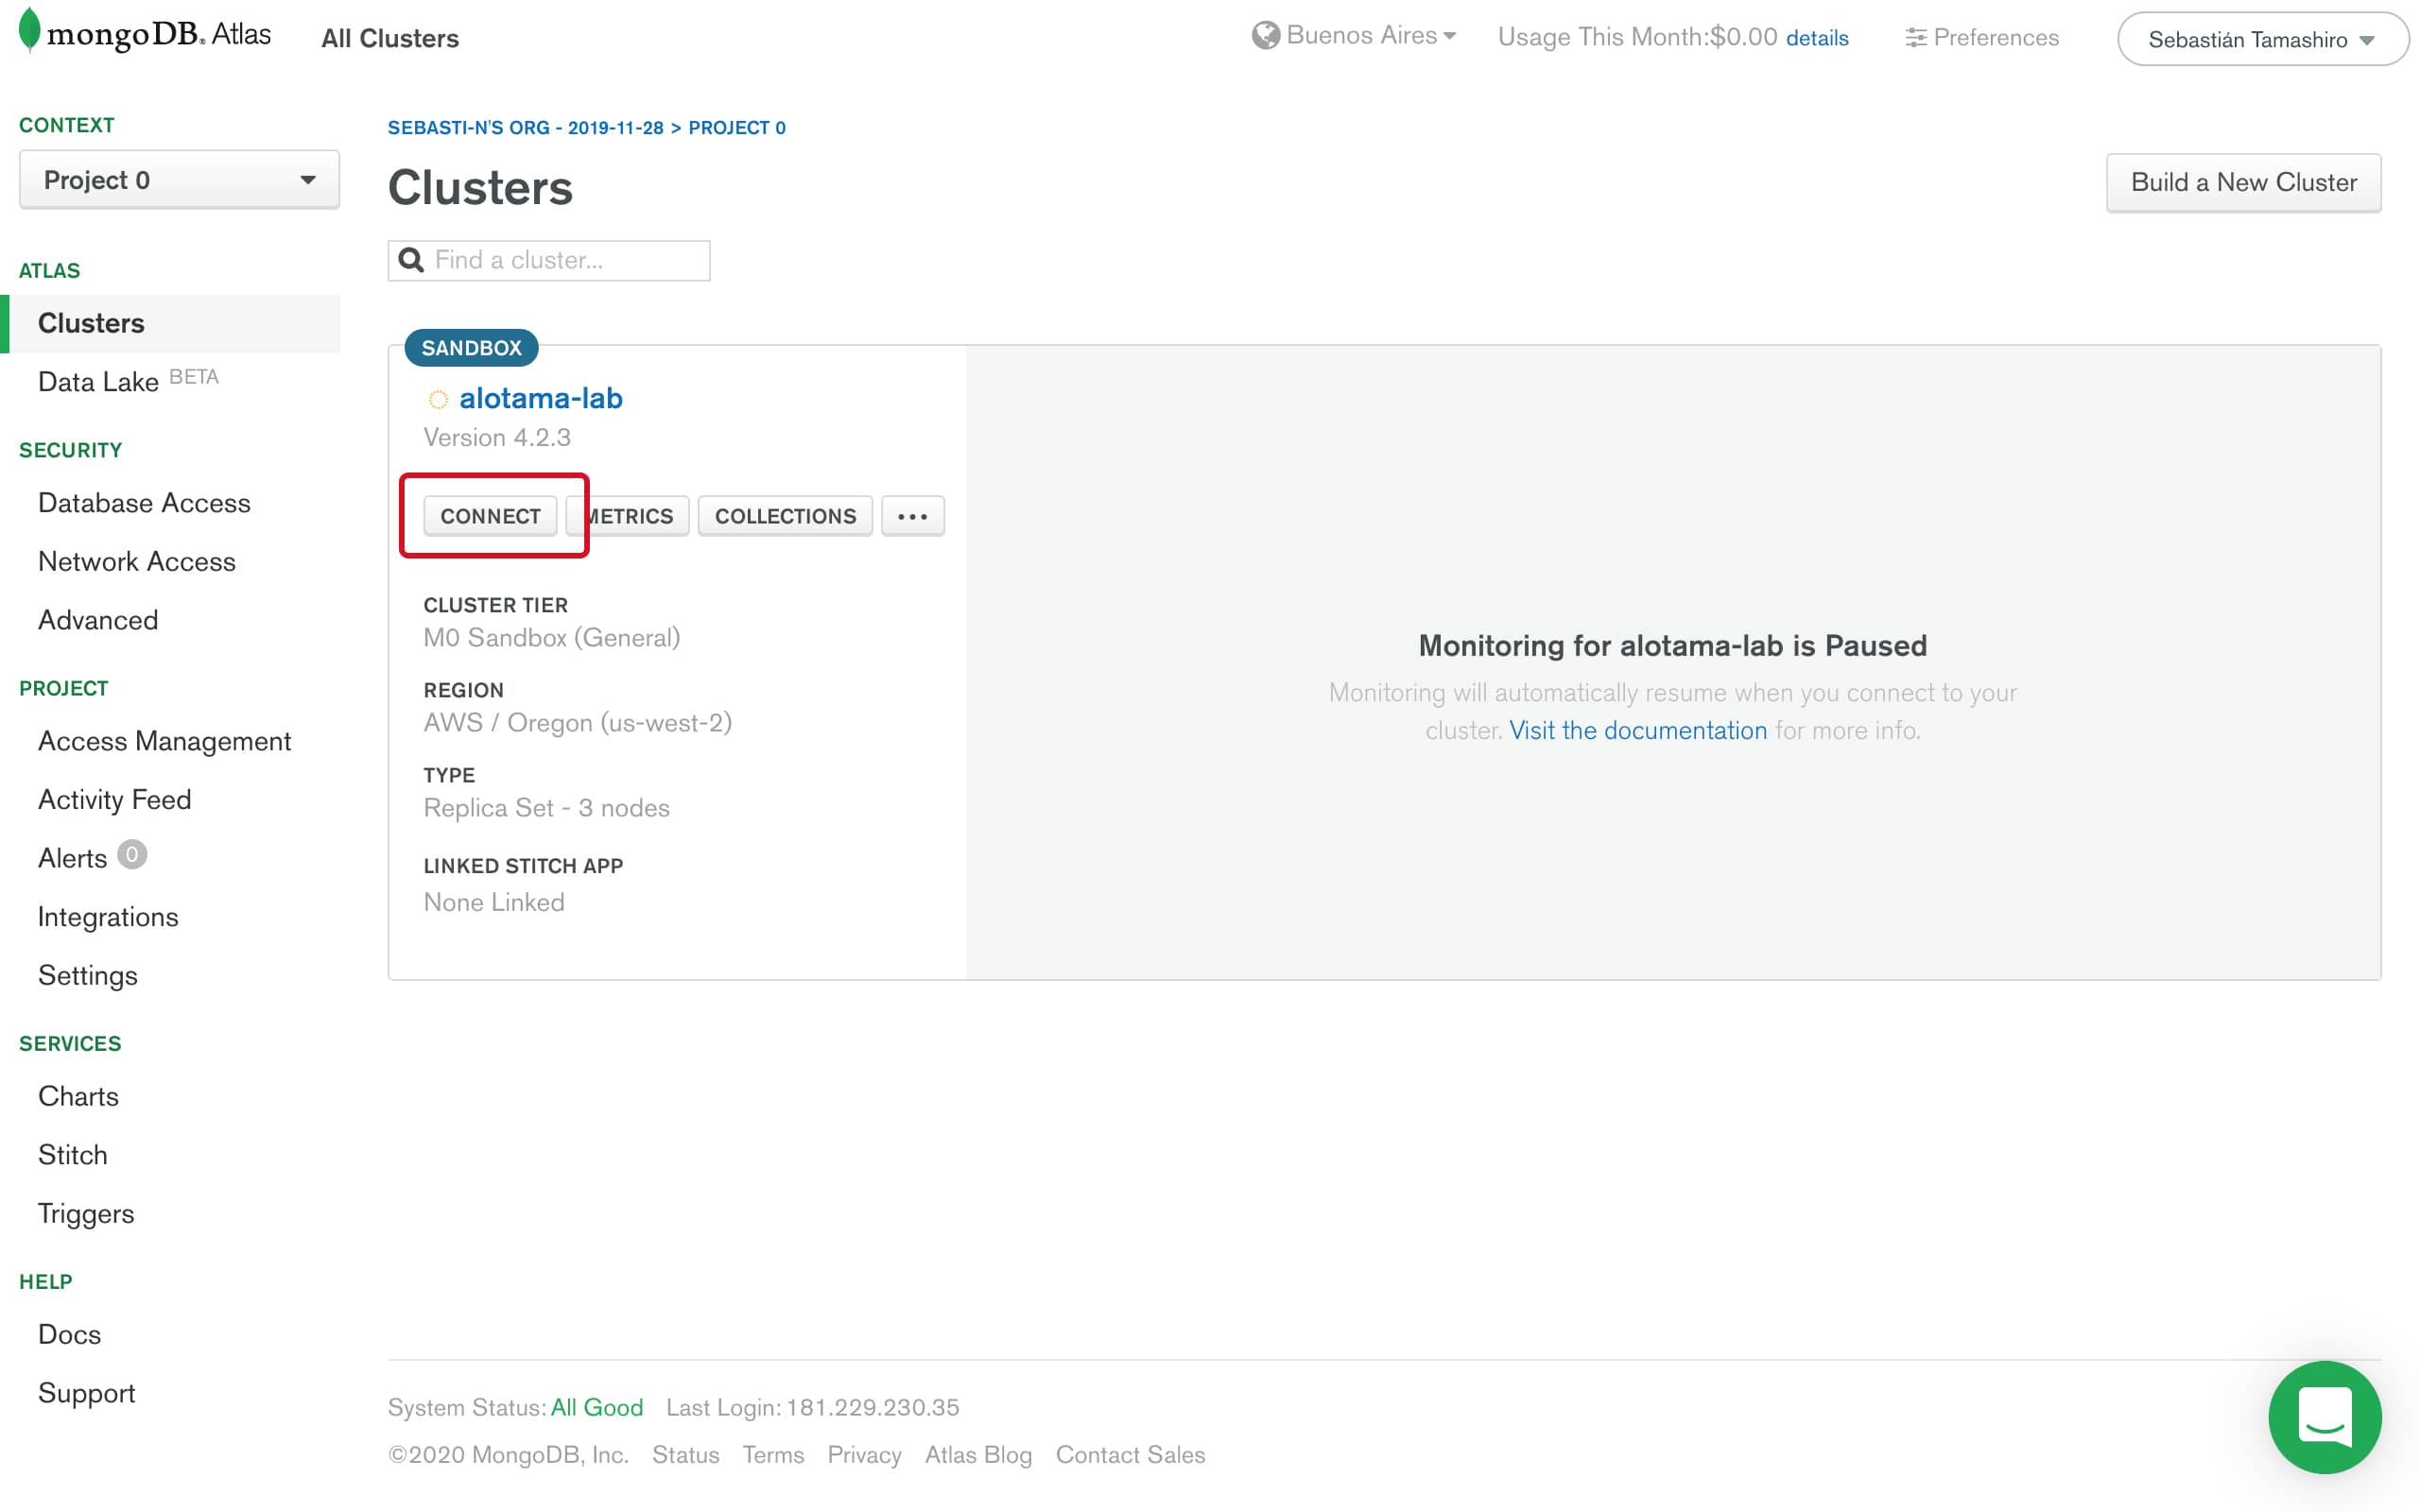 mongoDB. Atlas
All Clusters
Buenos Aires
Usage This Month:$0.00 details
Preferences
Sebastián Tamashiro
CONTEXT
Project 0
ATLAS
Clusters
Data Lake BETA
SECURITY
Database Access
Network Access
Advanced
PROJECT
Access Management
Activity Feed
Alerts 0
Integrations
Settings
SERVICES
Charts
Stitch
Triggers
HELP
Docs
Support
SEBASTI-N'S ORG - 2019-11-28 > PROJECT 0
Clusters
Build a New Cluster
Find a cluster...
SANDBOX
alotama-lab
Version 4.2.3
CONNECT METRICS COLLECTIONS ...
CLUSTER TIER
M0 Sandbox (General)
REGION
AWS / Oregon (us-west-2)
TYPE
Replica Set - 3 nodes
LINKED STITCH APP
None Linked
Monitoring for alotama-lab is Paused
Monitoring will automatically resume when you connect to your
cluster. Visit the documentation for more info.
System Status: All Good Last Login: 181.229.230.35
©2020 MongoDB, Inc. Status Terms Privacy Atlas Blog Contact Sales